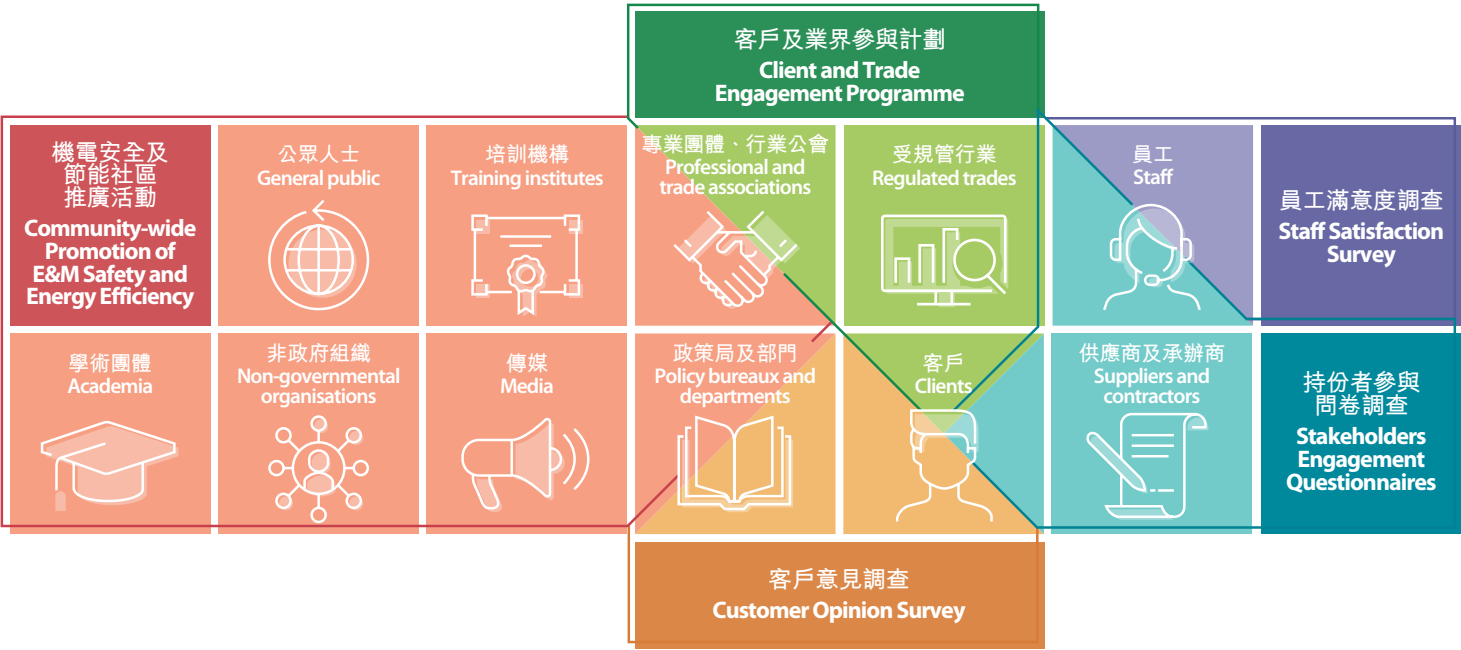 客戶及業界參與計劃
Client and Trade
Engagement Programme
機電安全及
節能社區
推廣活動
Community-wide
Promotion of
E&M Safety and
Energy Efficiency
公眾人士
General public
培訓機構
Training institutes
專業團體、行業公會
Professional and
trade associations
受規管行業
Regulated trades
員工
Staff
員工滿意度調查
Staff Satisfaction
Survey
學術團體
Academia
非政府組織
Non-governmental
organisations
傳媒
Media
政策局及部門
Policy bureaux and
departments
客戶
Clients
供應商及承辦商
Suppliers and
contractors
持份者參與
問卷調查
Stakeholders
Engagement
Questionnaires
客戶意見調查
Customer Opinion Survey